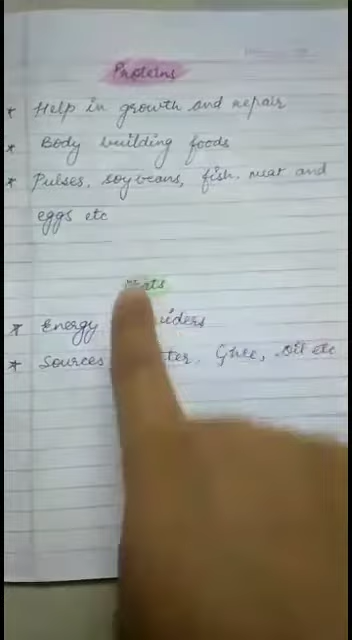 Proteins
* Help in growth and repair
* Body building foods
* Pulses, soybeans, fish, meat and
eggs etc
* Energy
* Sources Ghee, Oil etc